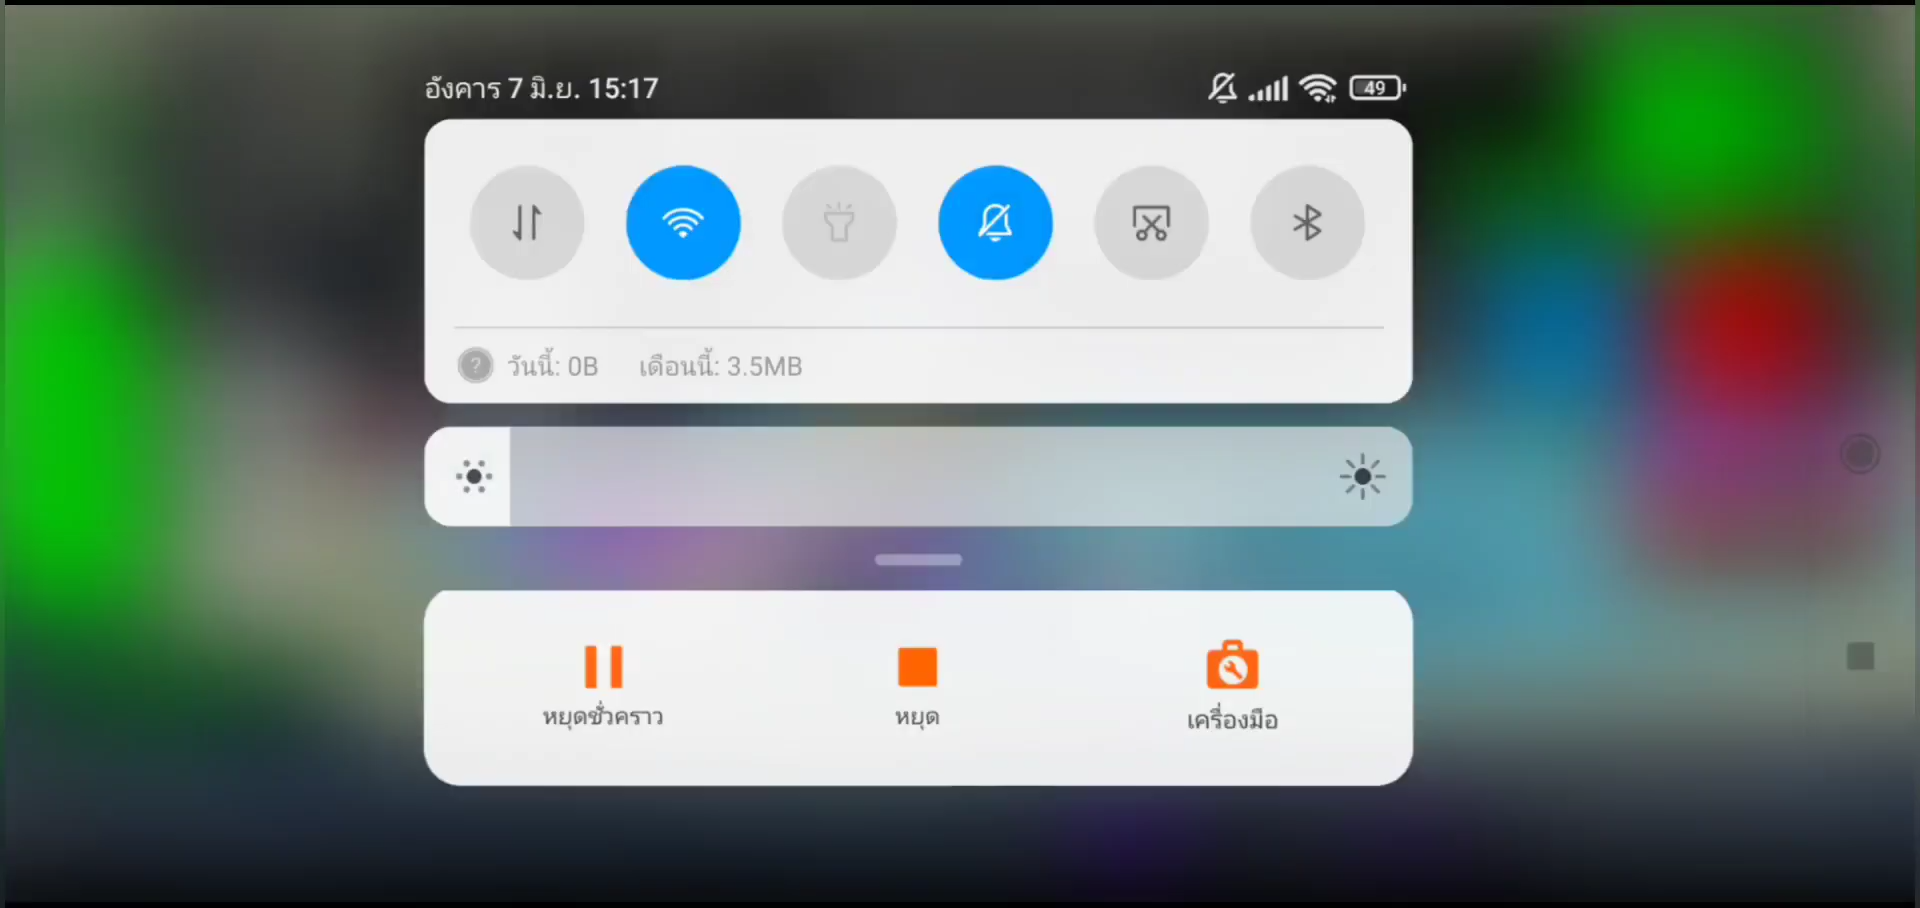 อังคาร 7 มิ.ย. 15:17
49
? วันนี้: 0B เดือนนี้: 3.5MB
หยุดชั่วคราว
หยุด
เครื่องมือ